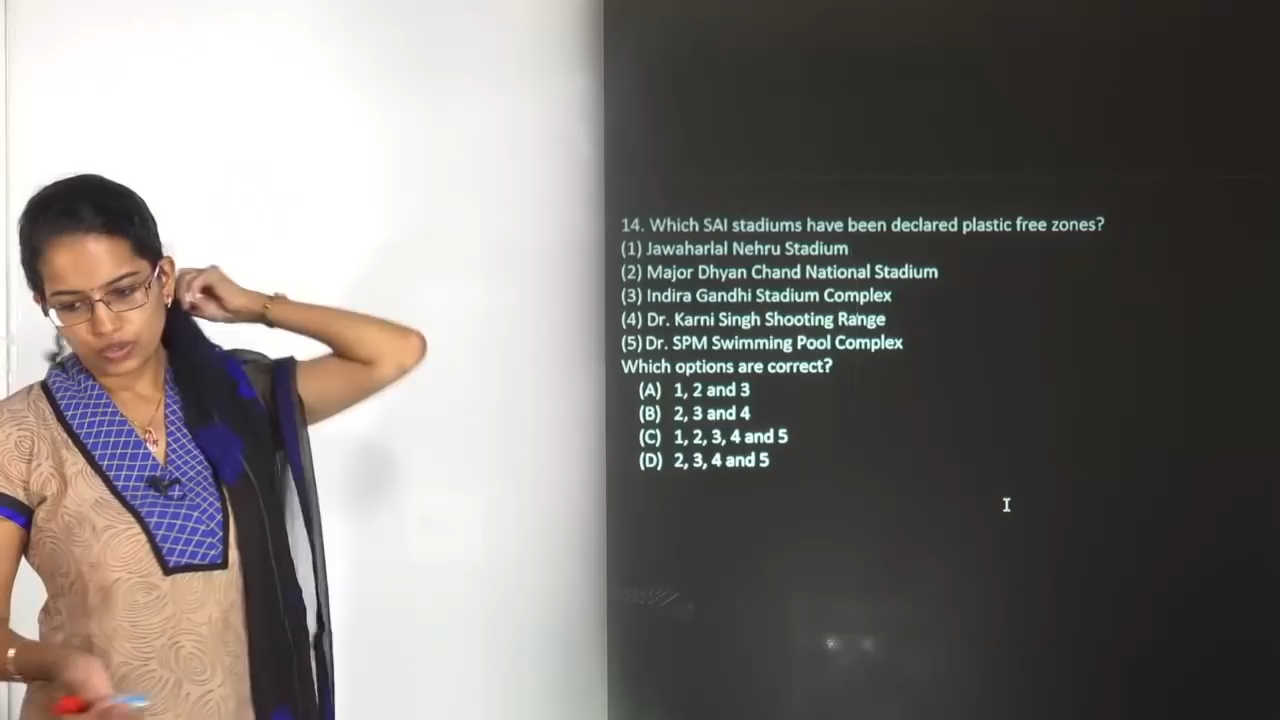 14. Which SAI stadiums have been declared plastic free zones?
(1) Jawaharlal Nehru Stadium
(2) Major Dhyan Chand National Stadium
(3) Indira Gandhi Stadium Complex
(4) Dr. Karni Singh Shooting Range
(5) Dr. SPM Swimming Pool Complex
Which options are correct?
(A) 1, 2 and 3
(B) 2, 3 and 4
(C) 1, 2, 3, 4 and 5
(D) 2, 3, 4 and 5